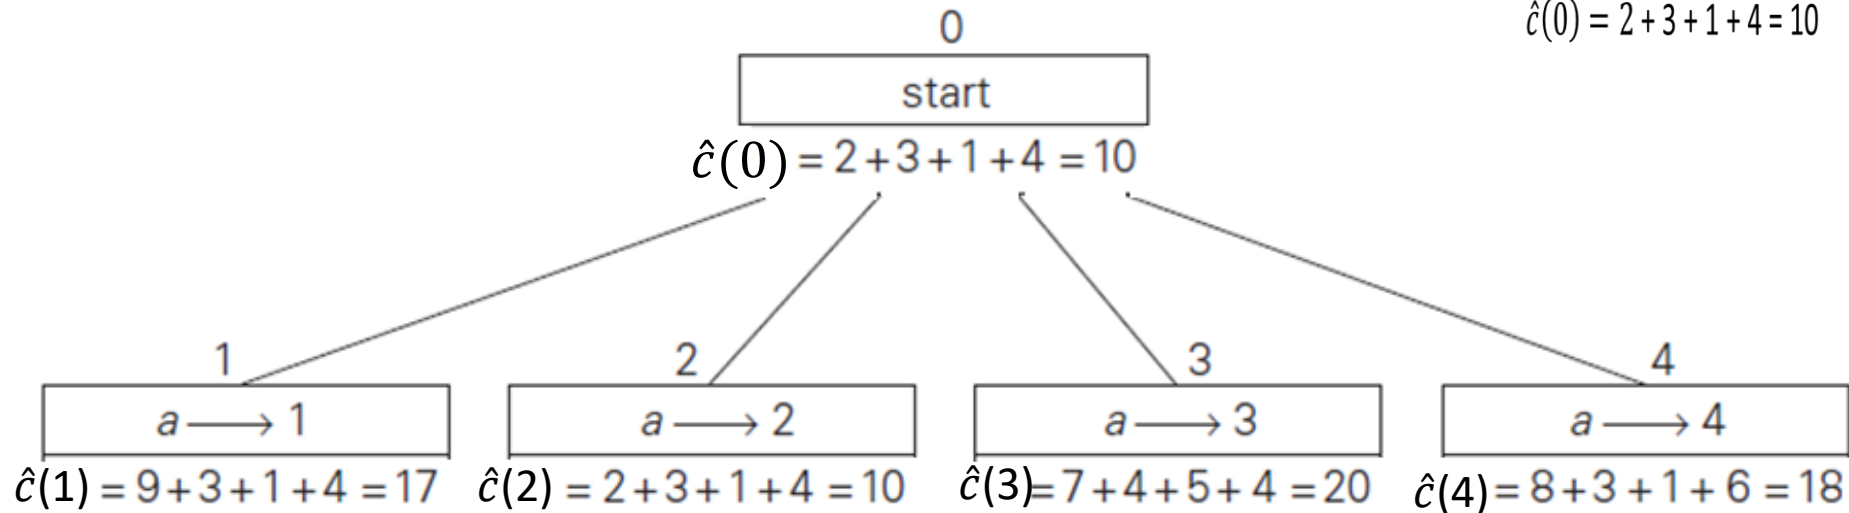 ĉ(0) = 2 + 3 + 1 + 4 = 10
0
start
ĉ(0) = 2 + 3 + 1 + 4 = 10
1 2 3 4
a ⟶ 1 a ⟶ 2 a ⟶ 3 a ⟶ 4
ĉ(1) = 9 + 3 + 1 + 4 = 17 ĉ(2) = 2 + 3 + 1 + 4 = 10 ĉ(3) = 7 + 4 + 5 + 4 = 20 ĉ(4) = 8 + 3 + 1 + 6 = 18